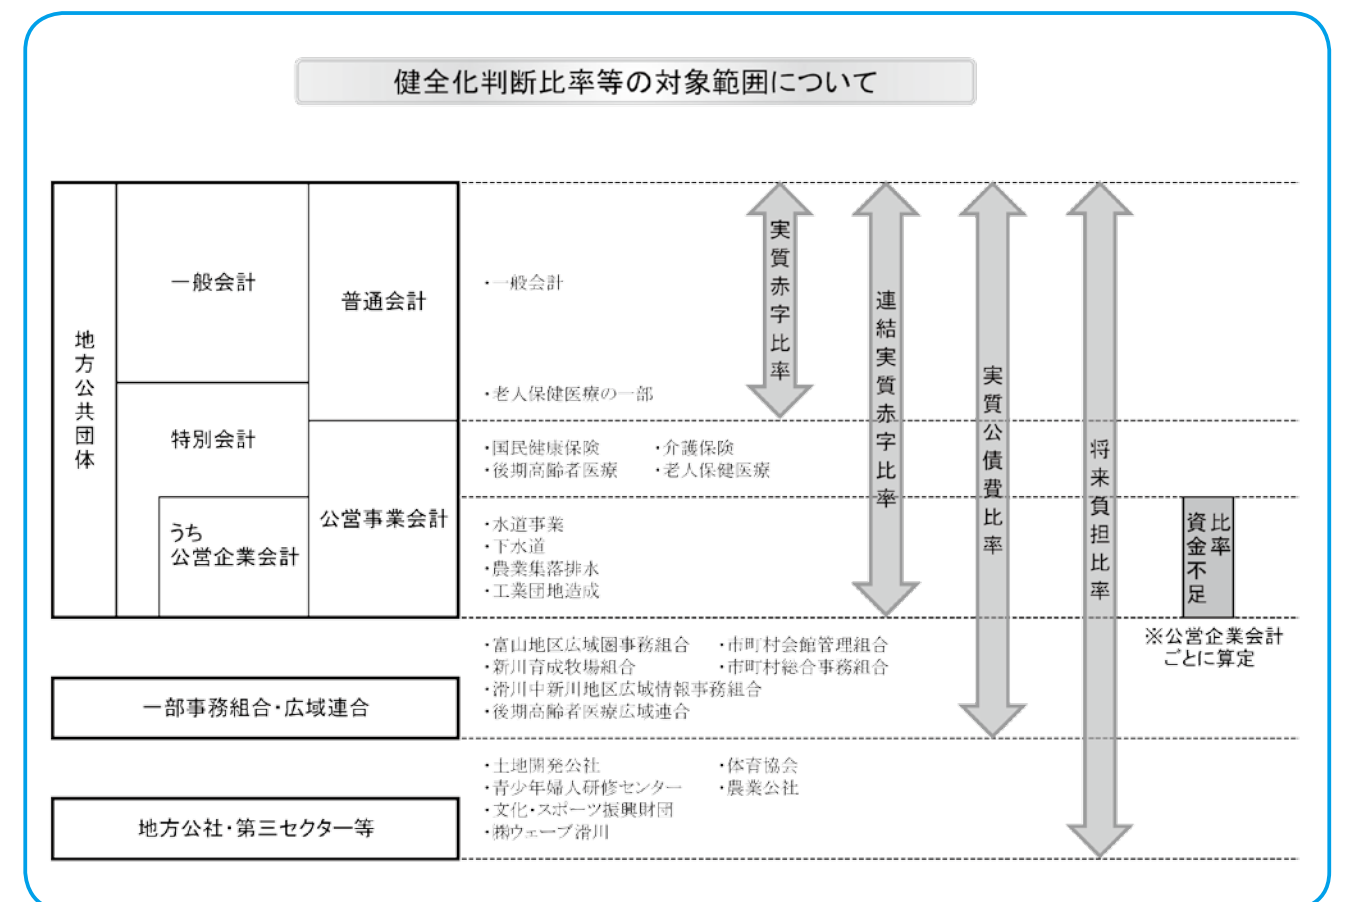 健全化判断比率等の対象範囲について
地方公共団体
一般会計
普通会計
・一般会計
・老人保健医療の一部
特別会計
・国民健康保険 ・介護保険
・後期高齢者医療 ・老人保健医療
うち
公営企業会計
公営事業会計
・水道事業
・下水道
・農業集落排水
・工業団地造成
実質赤字比率
連結実質赤字比率
実質公債費比率
将来負担比率
資金不足
比率
※公営企業会計
ごとに算定
一部事務組合・広域連合
・富山地区広域圏事務組合 ・市町村会館管理組合
・新川育成牧場組合 ・市町村総合事務組合
・滑川中新川地区広域情報事務組合
・後期高齢者医療広域連合
地方公社・第三セクター等
・土地開発公社 ・体育協会
・青少年婦人研修センター ・農業公社
・文化・スポーツ振興財団
・㈱ウェーブ滑川